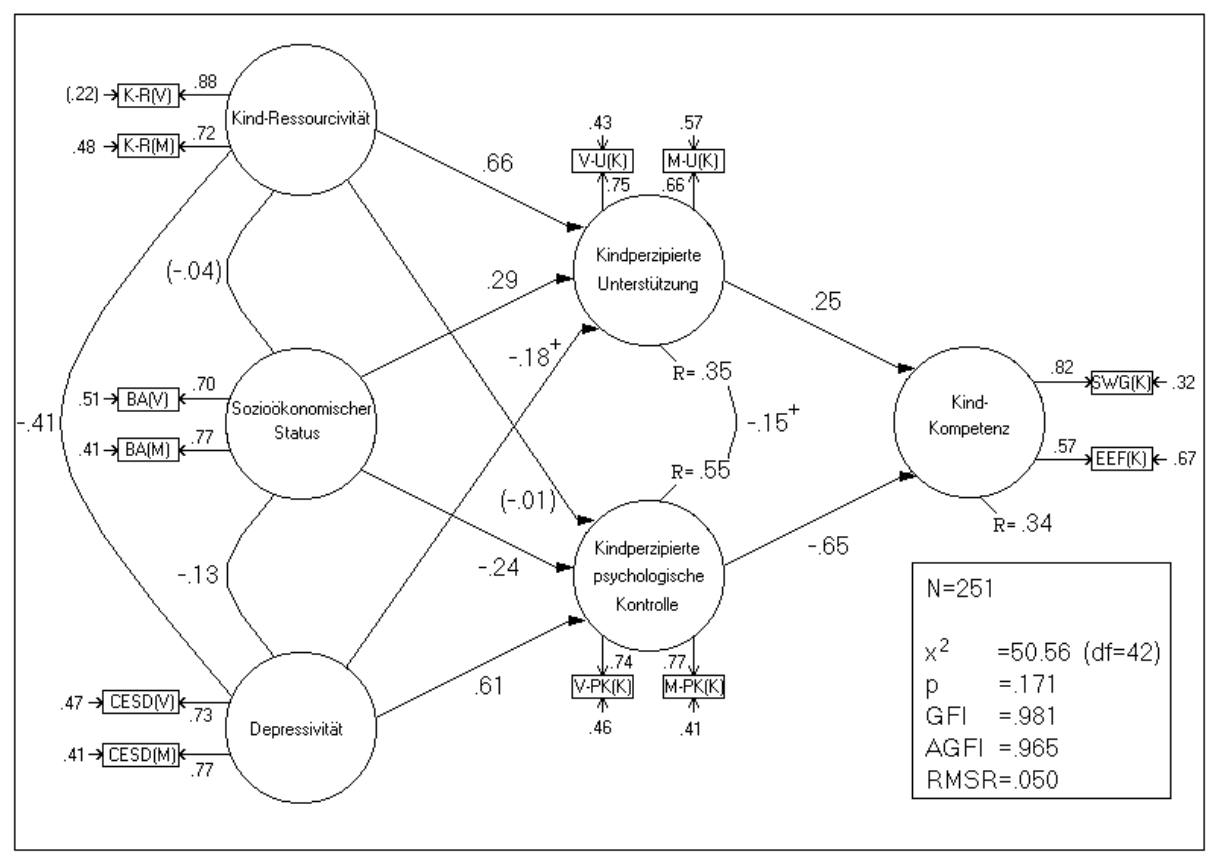 (.22)
K-R(V)
.88
.48
K-R(M)
.72
Kind-Ressourcivität
.66
.43
.57
V-U(K)
M-U(K)
.75
.66
Kindperzipierte
Unterstützung
(-.04)
.29
-.18+
.25
R= .35
-.15+
R= .55
-.41
.51
BA(V)
.70
.41
BA(M)
.77
Sozioökonomischer
Status
Kind-
Kompetenz
.82
SWG(K)
.32
.57
EEF(K)
.67
R= .34
(-.01)
-.24
-.65
-.13
Kindperzipierte
psychologische
Kontrolle
.74
.77
V-PK(K)
M-PK(K)
.46
.41
.61
.47
CESD(V)
.73
.41
CESD(M)
.77
Depressivität
N=251
x2 =50.56 (df=42)
p =.171
GFI =.981
AGFI =.965
RMSR=.050